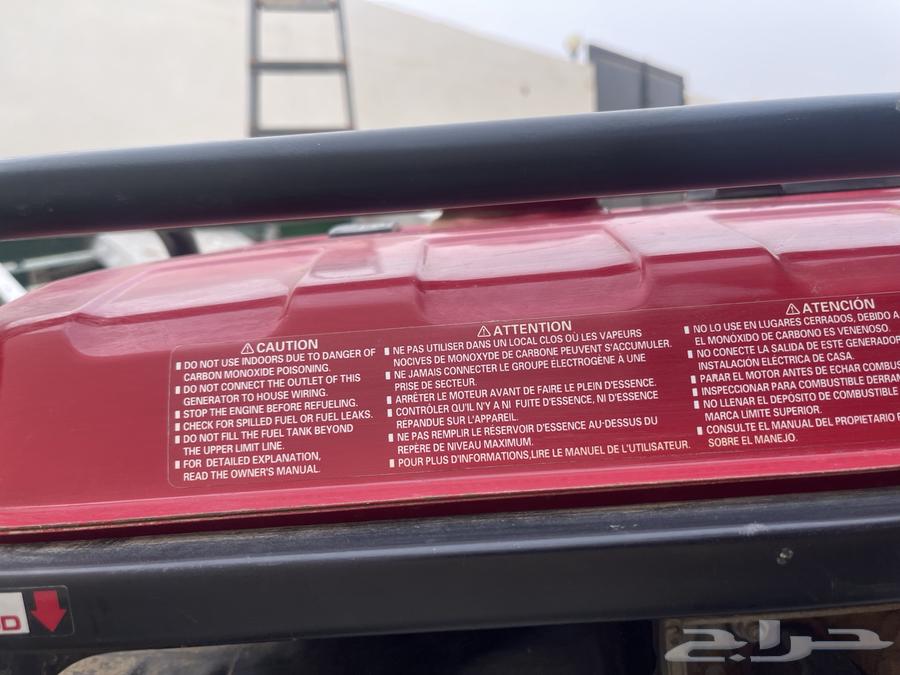 ⚠ CAUTION
DO NOT USE INDOORS DUE TO DANGER OF
CARBON MONOXIDE POISONING.
DO NOT CONNECT THE OUTLET OF THIS
GENERATOR TO HOUSE WIRING.
STOP THE ENGINE BEFORE REFUELING.
CHECK FOR SPILLED FUEL OR FUEL LEAKS.
DO NOT FILL THE FUEL TANK BEYOND
THE UPPER LIMIT LINE
FOR DETAILED EXPLANATION,
READ THE OWNER'S MANUAL.
⚠ ATTENTION
NE PAS UTILISER DANS UN LOCAL CLOS OÙ LES VAPEURS
NOCIVES DE MONOXYDE DE CARBONE PEUVENT S'ACCUMULER.
NE JAMAIS CONNECTER LE GROUPE ÉLECTROGÈNE À UNE
PRISE DE SECTEUR.
ARRÊTER LE MOTEUR AVANT DE FAIRE LE PLEIN D'ESSENCE.
CONTRÔLER QU'IL N'Y A NI FUITE D'ESSENCE, NI D'ESSENCE
RÉPANDUE SUR L'APPAREIL.
NE PAS REMPLIR LE RÉSERVOIR D'ESSENCE AU-DESSUS DU
REPÈRE DE NIVEAU MAXIMUM.
POUR PLUS D'INFORMATIONS,LIRE LE MANUEL DE L'UTILISATEUR.
⚠ ATENCIÓN
NO LO USE EN LUGARES CERRADOS, DEBIDO A
EL MONÓXIDO DE CARBONO ES VENENOSO.
NO CONECTE LA SALIDA DE ESTE GENERADOR
INSTALACIÓN ELÉCTRICA DE CASA.
PARAR EL MOTOR ANTES DE ECHAR
INSPECCIONAR PARA COMBUSTIBLE
NO LLENAR EL DEPÓSITO DE COMBUSTIBLE
MARCA LÍMITE SUPERIOR.
CONSULTE EL MANUAL DEL PROPIETARIO
SOBRE EL MANEJO.
D
حراج